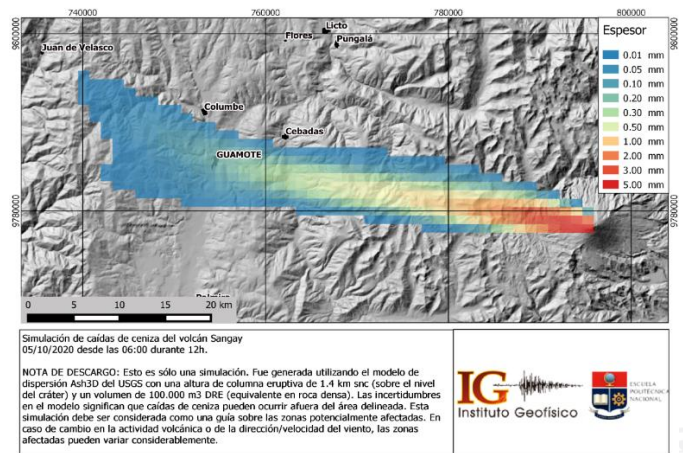 740000 760000 780000 800000
9600000
9600000
Licto
Flores
Pungalá
Juan de Velasco
Columbe
Cebadas
GUAMOTE
9780000
9780000
Espesor
0.01 mm
0.05 mm
0.10 mm
0.20 mm
0.30 mm
0.50 mm
1.00 mm
2.00 mm
3.00 mm
5.00 mm
0 5 10 15 20 km
Simulación de caídas de ceniza del volcán Sangay
05/10/2020 desde las 06:00 durante 12h.
NOTA DE DESCARGO: Esto es sólo una simulación. Fue generada utilizando el modelo de
dispersión Ash3D del USGS con una altura de columna eruptiva de 1.4 km snc (sobre el nivel
del cráter) y un volumen de 100.000 m3 DRE (equivalente en roca densa). Las incertidumbres
en el modelo significan que caídas de ceniza pueden ocurrir afuera del área delineada. Esta
simulación debe ser considerada como una guía sobre las zonas potencialmente afectadas. En
caso de cambio en la actividad volcánica o de la dirección/velocidad del viento, las zonas
afectadas pueden variar considerablemente.
IG
Instituto Geofísico
ESCUELA
POLITÉCNICA
NACIONAL